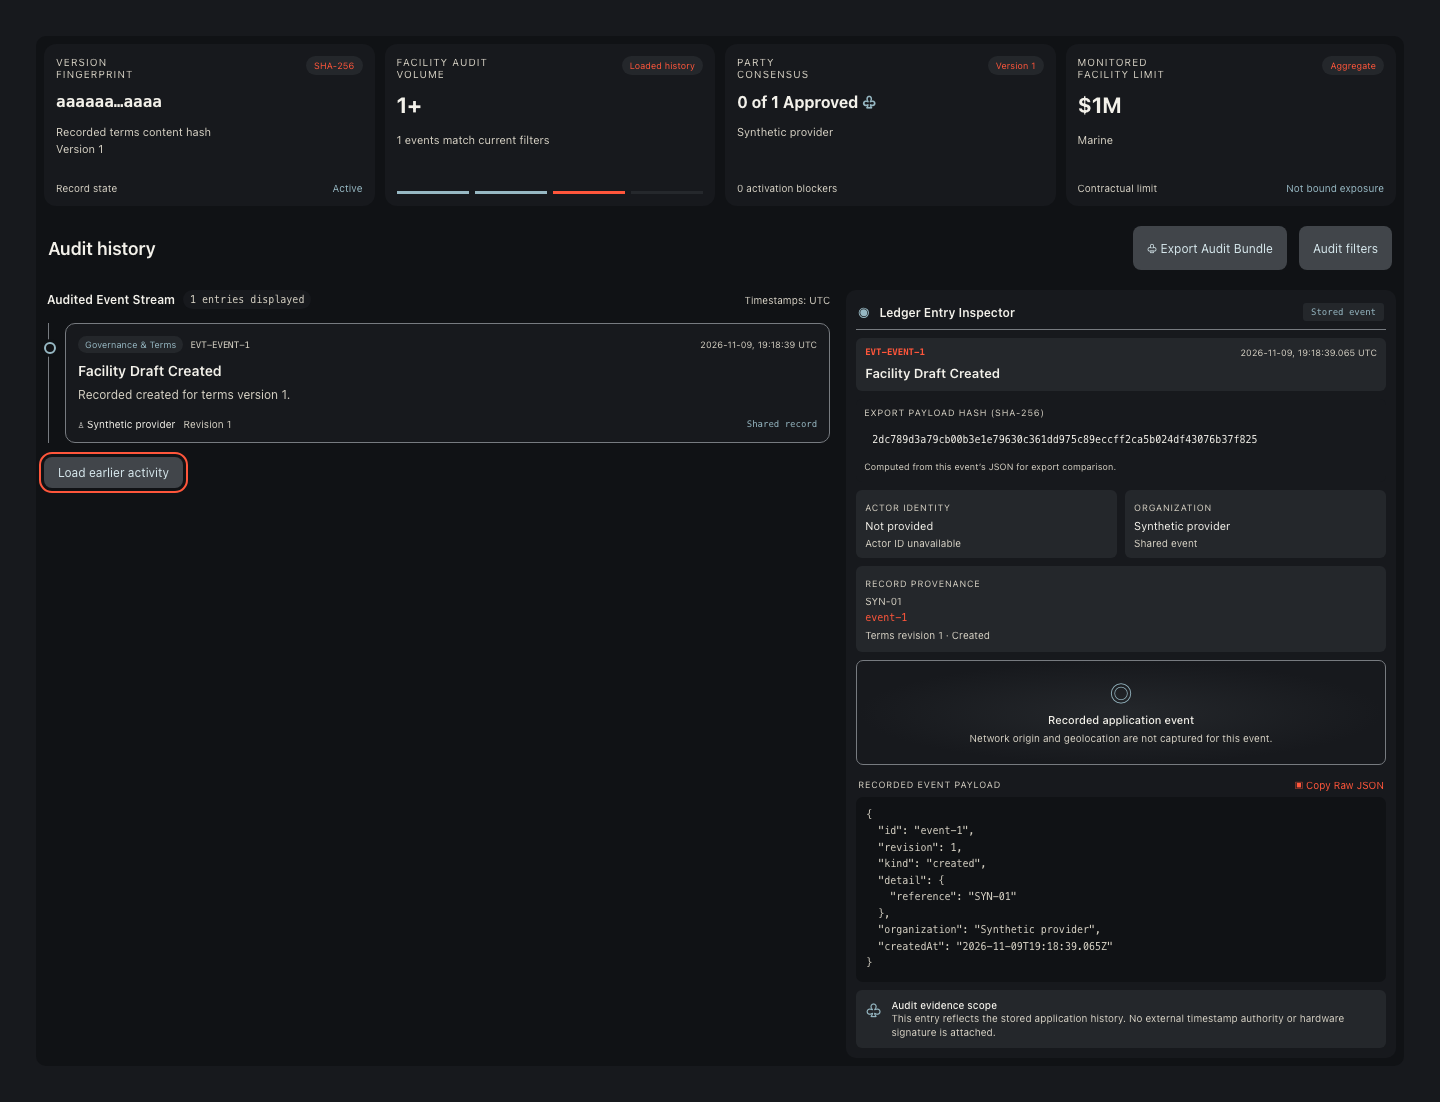 VERSION
FINGERPRINT
SHA-256
aaaaaa…aaaa
Recorded terms content hash
Version 1
Record state
Active
FACILITY AUDIT
VOLUME
Loaded history
1+
1 events match current filters
PARTY
CONSENSUS
Version 1
0 of 1 Approved
Synthetic provider
0 activation blockers
MONITORED
FACILITY LIMIT
Aggregate
$1M
Marine
Contractual limit
Not bound exposure
Audit history
Export Audit Bundle
Audit filters
Audited Event Stream
1 entries displayed
Timestamps: UTC
Governance & Terms
EVT-EVENT-1
2026-11-09, 19:18:39 UTC
Facility Draft Created
Recorded created for terms version 1.
Synthetic provider
Revision 1
Shared record
Load earlier activity
Ledger Entry Inspector
Stored event
EVT-EVENT-1
2026-11-09, 19:18:39.065 UTC
Facility Draft Created
EXPORT PAYLOAD HASH (SHA-256)
2dc789d3a79cb00b3e1e79630c361dd975c89eccff2ca5b024df43076b37f825
Computed from this event's JSON for export comparison.
ACTOR IDENTITY
Not provided
Actor ID unavailable
ORGANIZATION
Synthetic provider
Shared event
RECORD PROVENANCE
SYN-01
event-1
Terms revision 1 · Created
Recorded application event
Network origin and geolocation are not captured for this event.
RECORDED EVENT PAYLOAD
Copy Raw JSON
{
  "id": "event-1",
  "revision": 1,
  "kind": "created",
  "detail": {
    "reference": "SYN-01"
  },
  "organization": "Synthetic provider",
  "createdAt": "2026-11-09T19:18:39.065Z"
}
Audit evidence scope
This entry reflects the stored application history. No external timestamp authority or hardware
signature is attached.